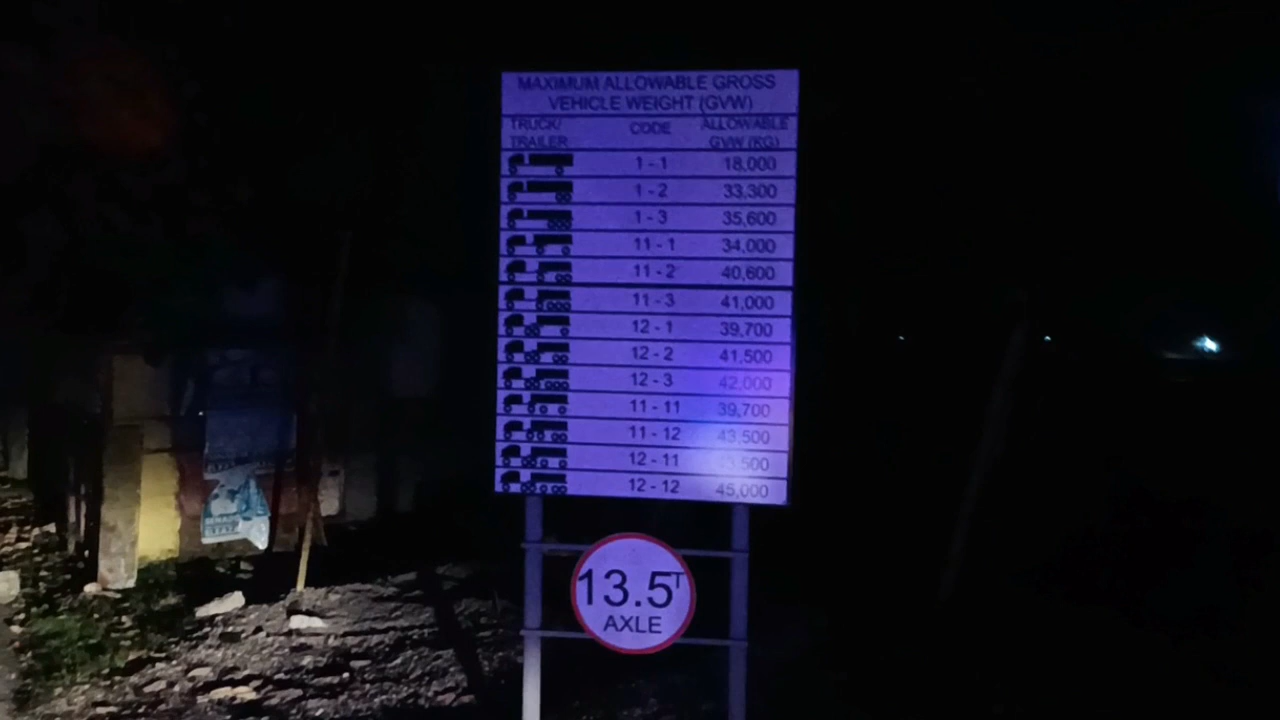 MAXIMUM ALLOWABLE GROSS
VEHICLE WEIGHT (GVW)
TRUCK/ CODE ALLOWABLE
TRAILER GVW (KG)
1 - 1 18,000
1 - 2 33,300
1 - 3 35,600
11 - 1 34,000
11 - 2 40,600
11 - 3 41,000
12 - 1 39,700
12 - 2 41,500
12 - 3 42,000
11 - 11 39,700
11 - 12 43,500
12 - 11
12 - 12 45,000
13.5T
AXLE